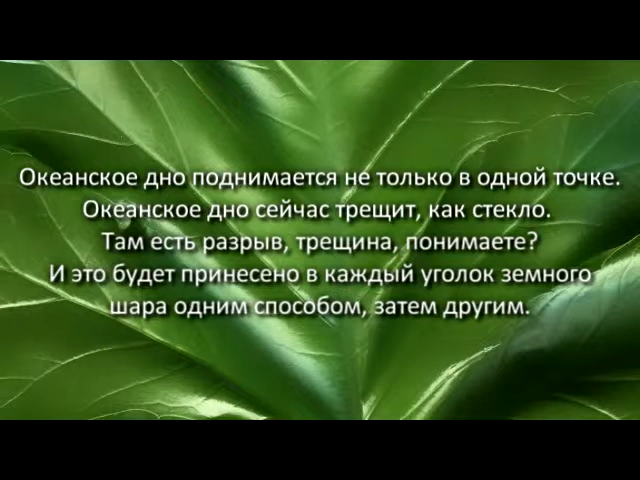 Океанское дно поднимается не только в одной точке.
Океанское дно сейчас трещит, как стекло.
Там есть разрыв, трещина, понимаете?
И это будет принесено в каждый уголок земного
шара одним способом, затем другим.